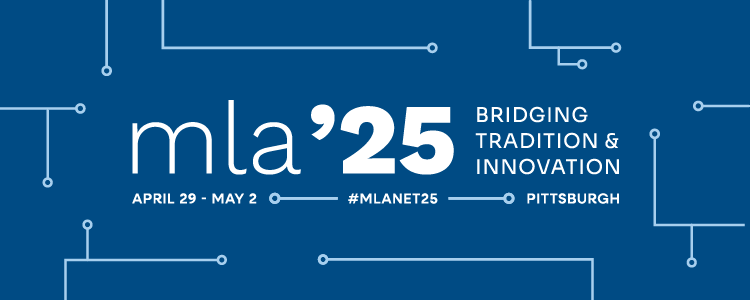 mla '25
BRIDGING
TRADITION &
INNOVATION
APRIL 29 - MAY 2
#MLANET25
PITTSBURGH